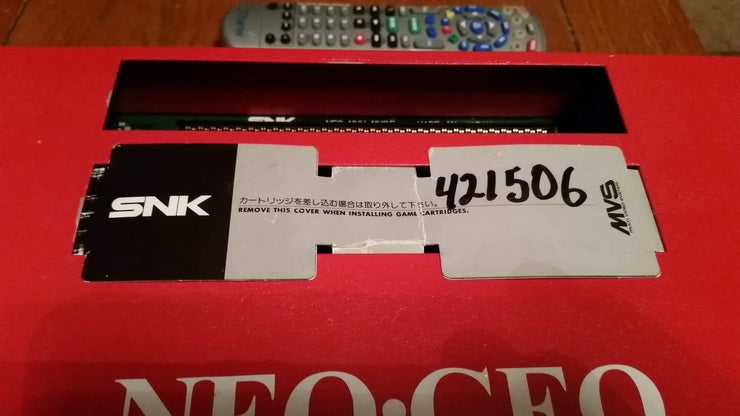 SNK
SNK
カートリッジを差し込む場合は取り外して下さい。
REMOVE THIS COVER WHEN INSTALLING GAME CARTRIDGES.
421506
MVS
NEO·GEO